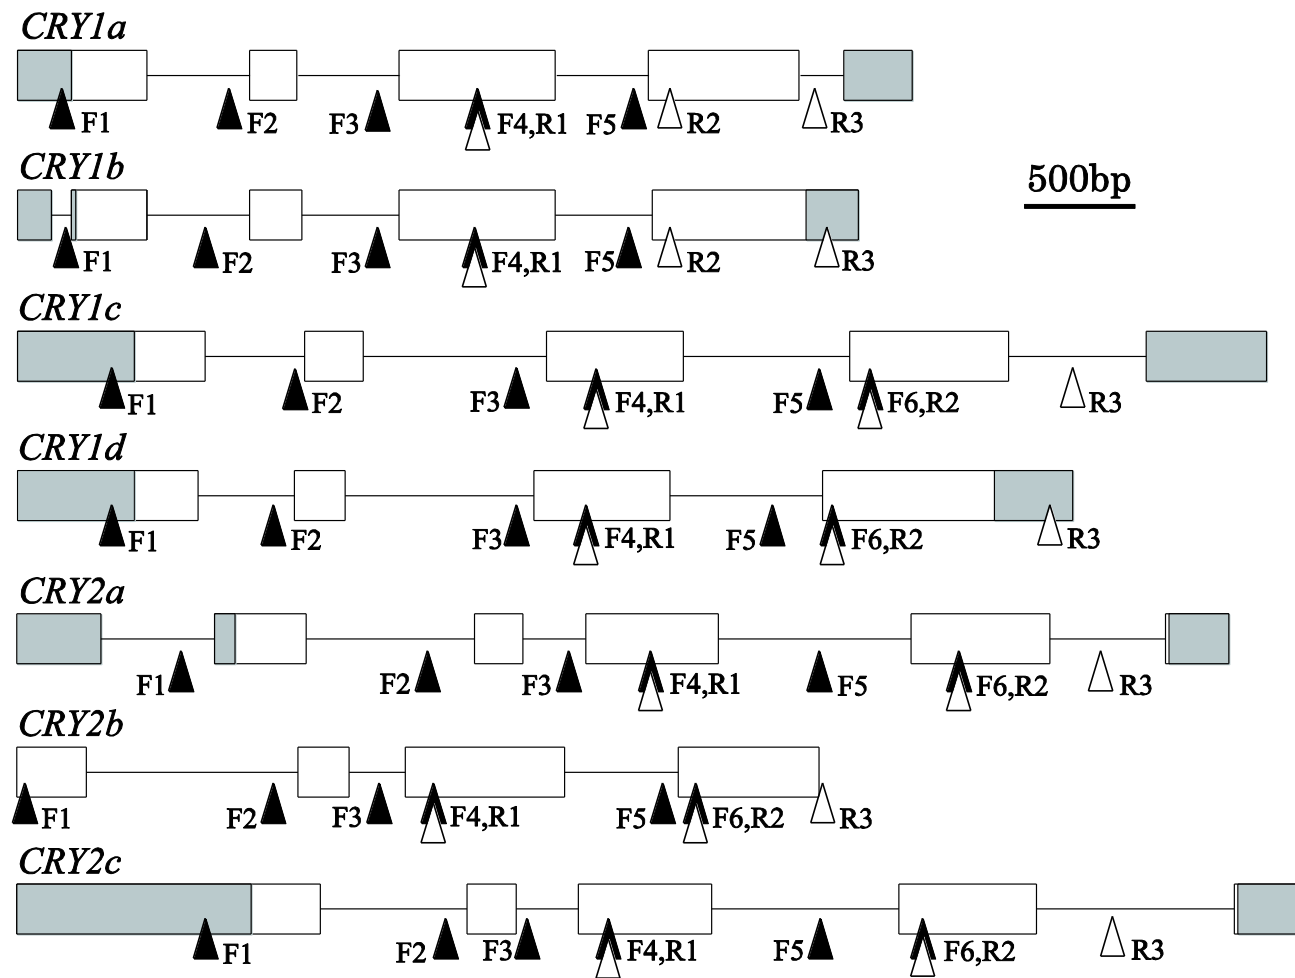 CRY1a
F1 F2 F3 F4,R1 F5 R2 R3
CRY1b
500bp
F1 F2 F3 F4,R1 F5 R2 R3
CRY1c
F1 F2 F3 F4,R1 F5 F6,R2 R3
CRY1d
F1 F2 F3 F4,R1 F5 F6,R2 R3
CRY2a
F1 F2 F3 F4,R1 F5 F6,R2 R3
CRY2b
F1 F2 F3 F4,R1 F5 F6,R2 R3
CRY2c
F1 F2 F3 F4,R1 F5 F6,R2 R3